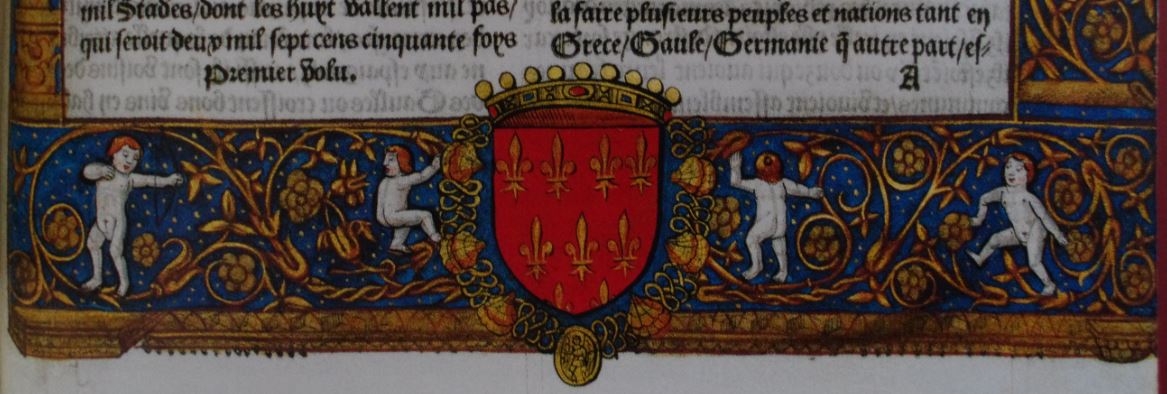 mil Stades/dont les huyt vallent mil pas/
qui seroit deux mil sept cens cinquante foys
Premier volu.
la faire plusieurs peuples et nations tant en
Grece/Gaule/Germanie q̃ autre part/es-
A